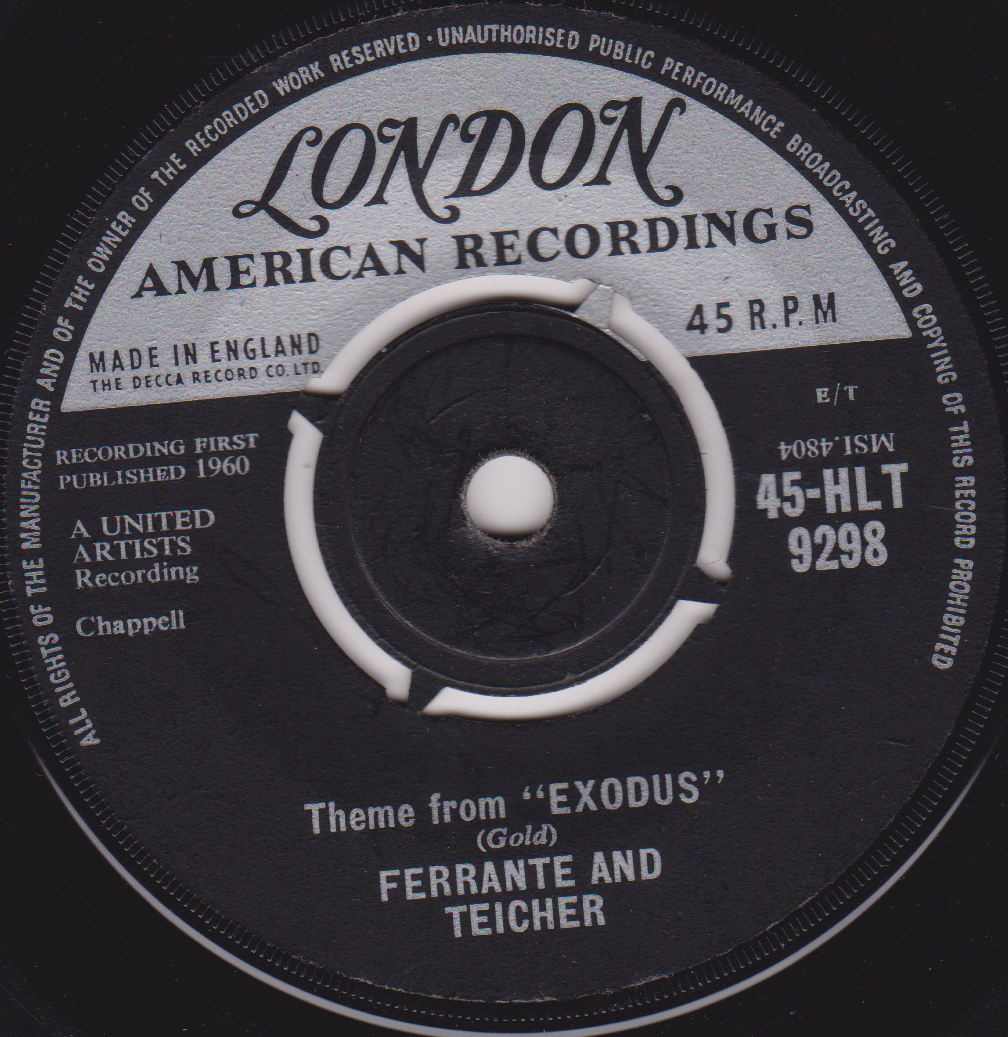 ALL RIGHTS OF THE MANUFACTURER AND OF THE OWNER OF THE RECORDED WORK RESERVED · UNAUTHORISED PUBLIC PERFORMANCE BROADCASTING AND COPYING OF THIS RECORD PROHIBITED
LONDON
AMERICAN RECORDINGS
45 R.P.M
MADE IN ENGLAND
THE DECCA RECORD CO. LTD.
E/T
RECORDING FIRST
PUBLISHED 1960
MSI.4804
45-HLT
9298
A UNITED
ARTISTS
Recording
Chappell
Theme from “EXODUS”
(Gold)
FERRANTE AND
TEICHER